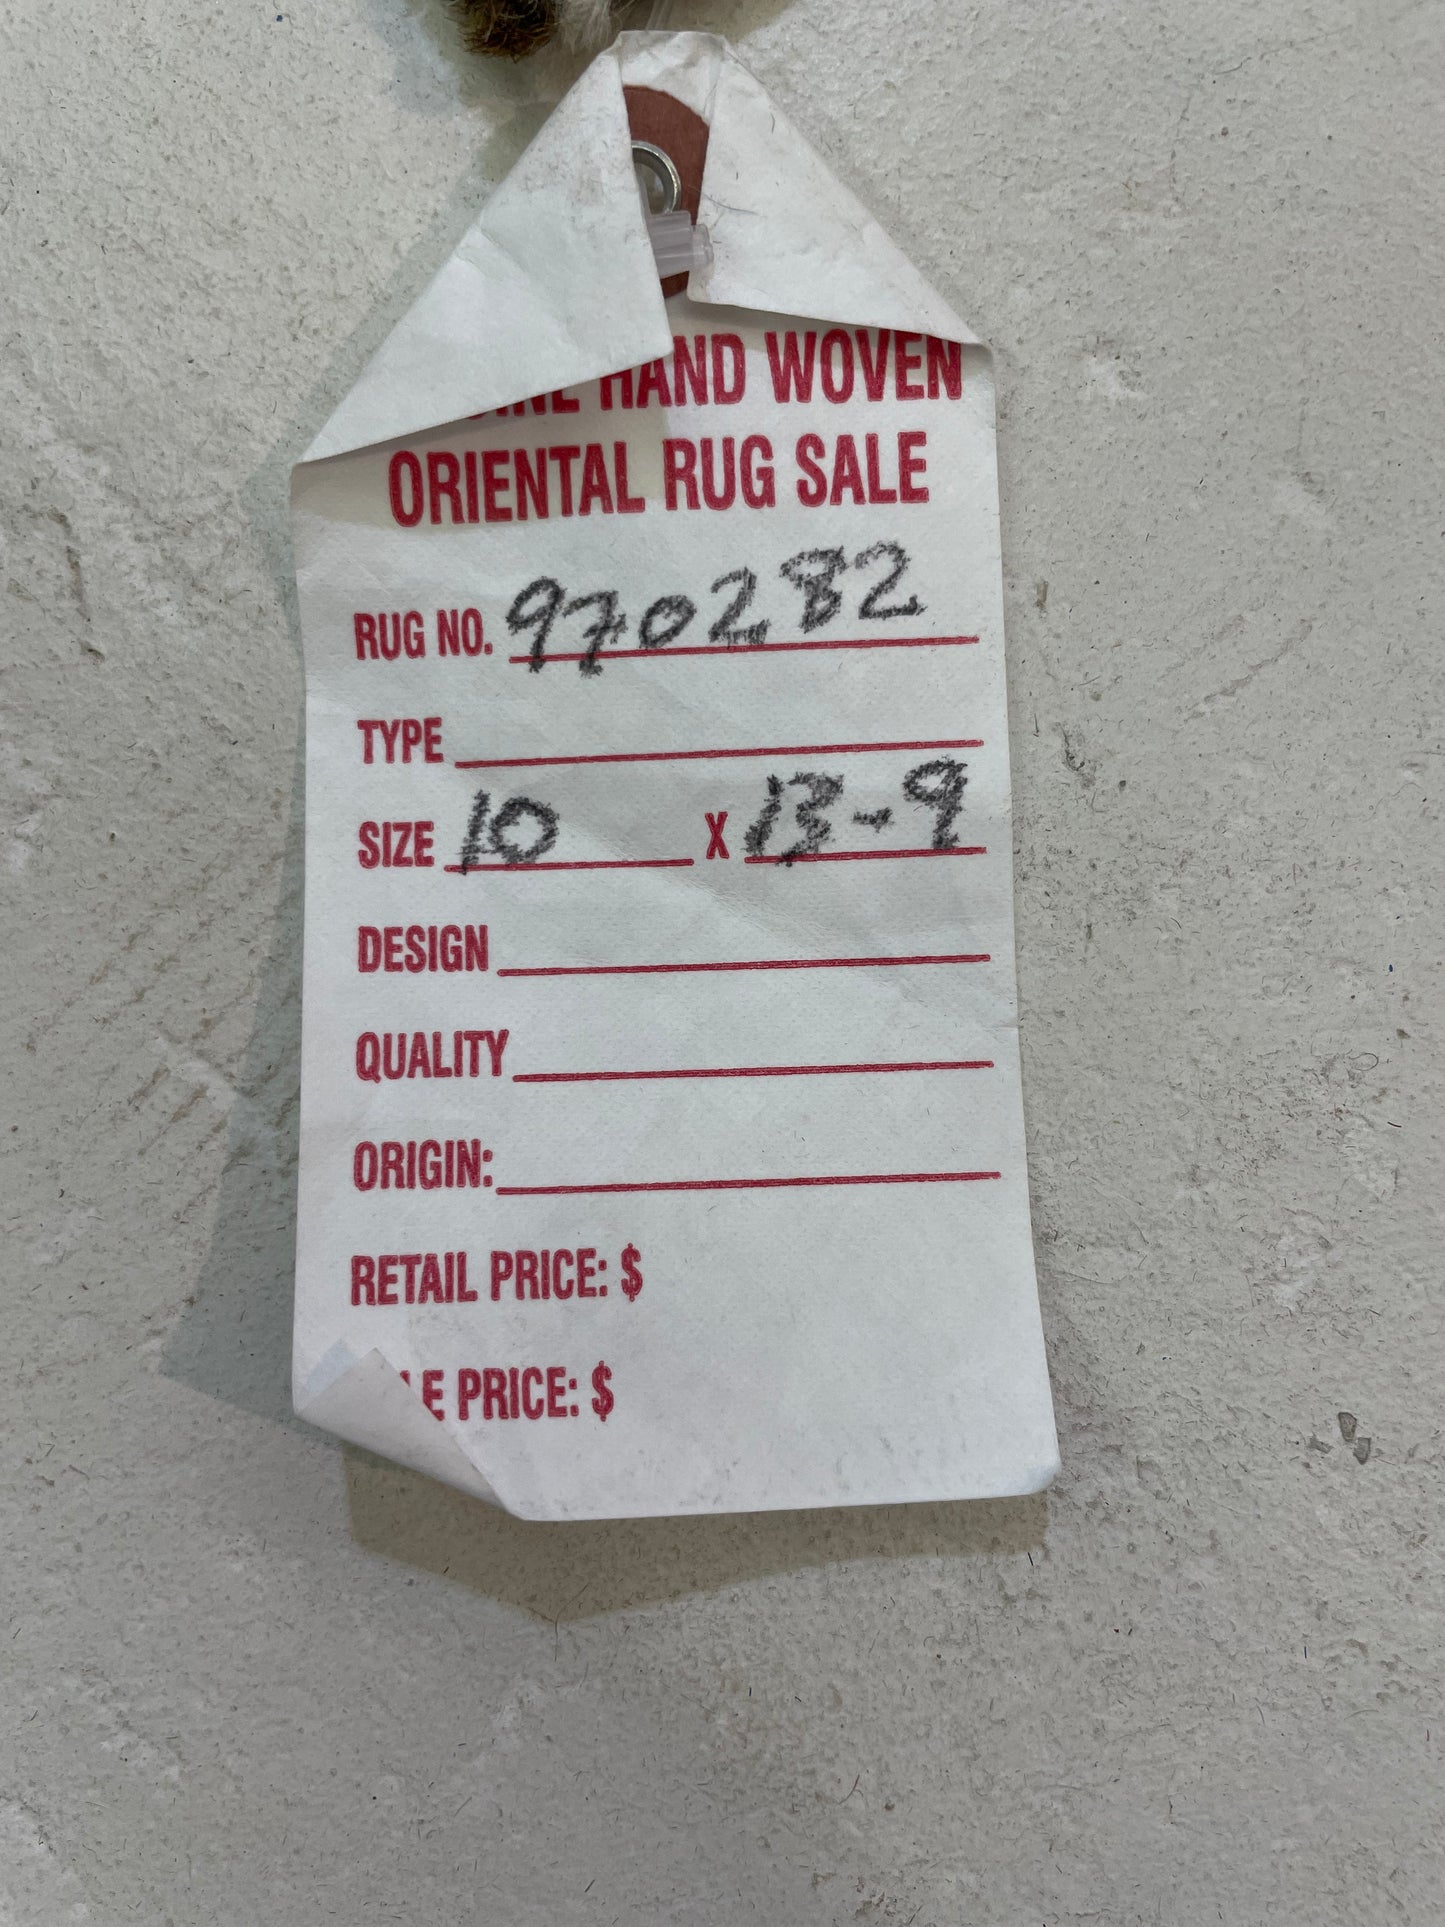 HAND WOVEN
ORIENTAL RUG SALE
RUG NO. 970282
TYPE
SIZE 10 X 13-9
DESIGN
QUALITY
ORIGIN:
RETAIL PRICE: $
PRICE: $